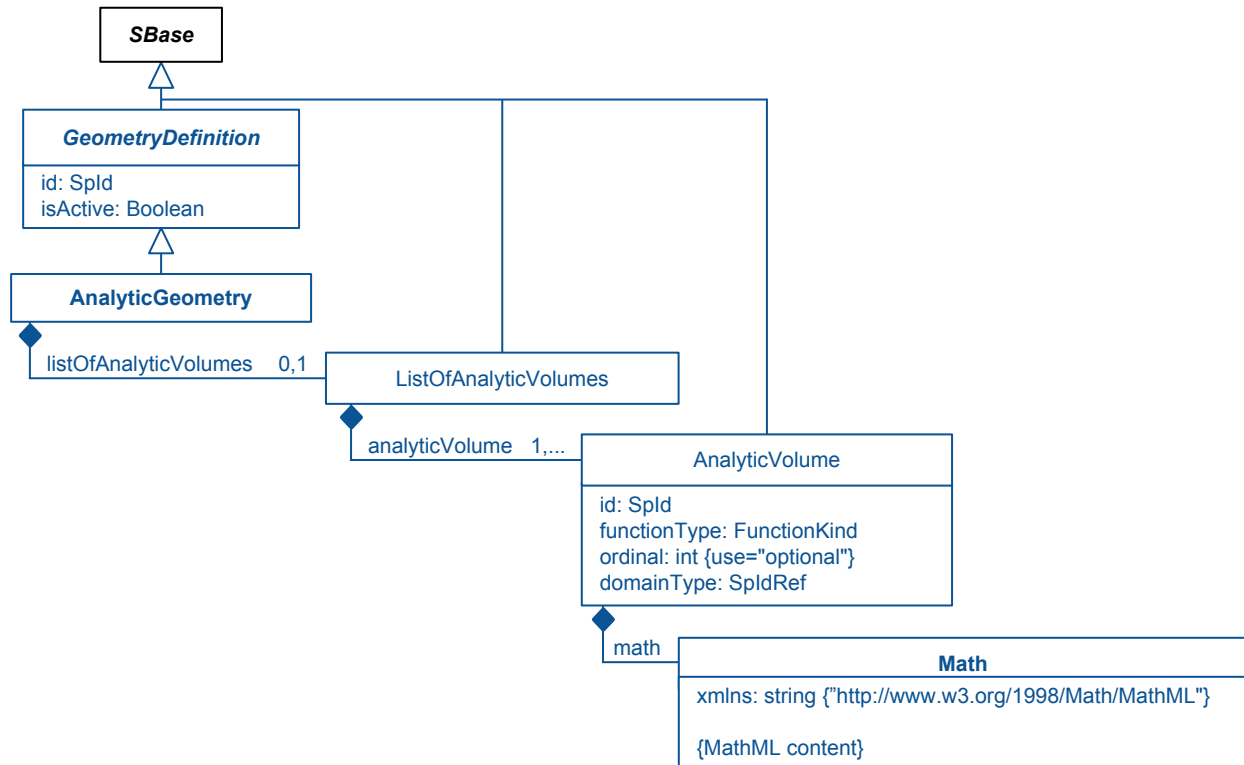 SBase
GeometryDefinition
id: SpId
isActive: Boolean
AnalyticGeometry
listOfAnalyticVolumes 0,1
ListOfAnalyticVolumes
analyticVolume 1,...
AnalyticVolume
id: SpId
functionType: FunctionKind
ordinal: int {use="optional"}
domainType: SpIdRef
math
Math
xmlns: string {”http://www.w3.org/1998/Math/MathML"}
{MathML content}